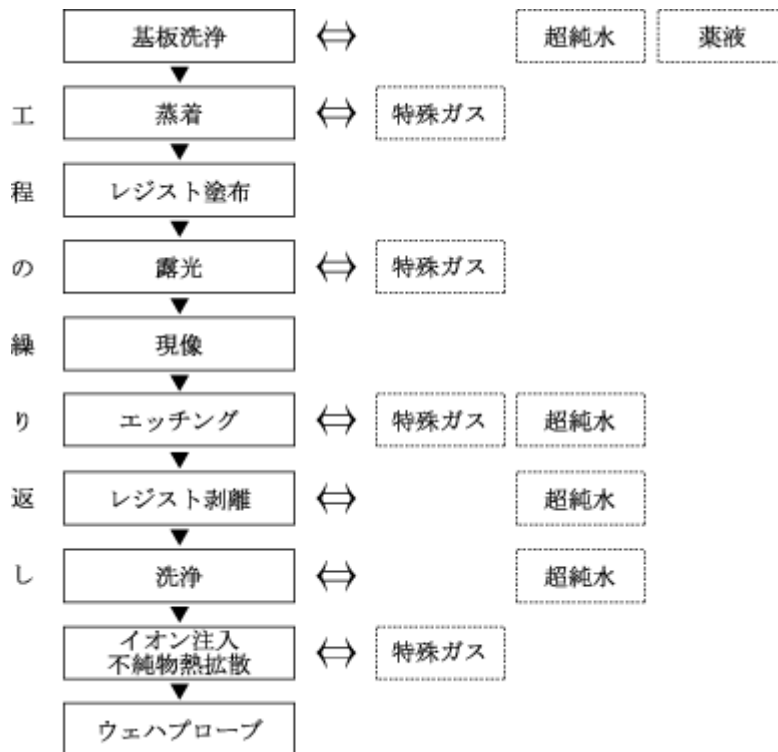 基板洗浄 ⇔ 超純水 薬液
▼
蒸着 ⇔ 特殊ガス
▼
レジスト塗布
▼
露光 ⇔ 特殊ガス
▼
現像
▼
エッチング ⇔ 特殊ガス 超純水
▼
レジスト剥離 ⇔ 超純水
▼
洗浄 ⇔ 超純水
▼
イオン注入
不純物熱拡散 ⇔ 特殊ガス
▼
ウェハプローブ
工程の繰り返し